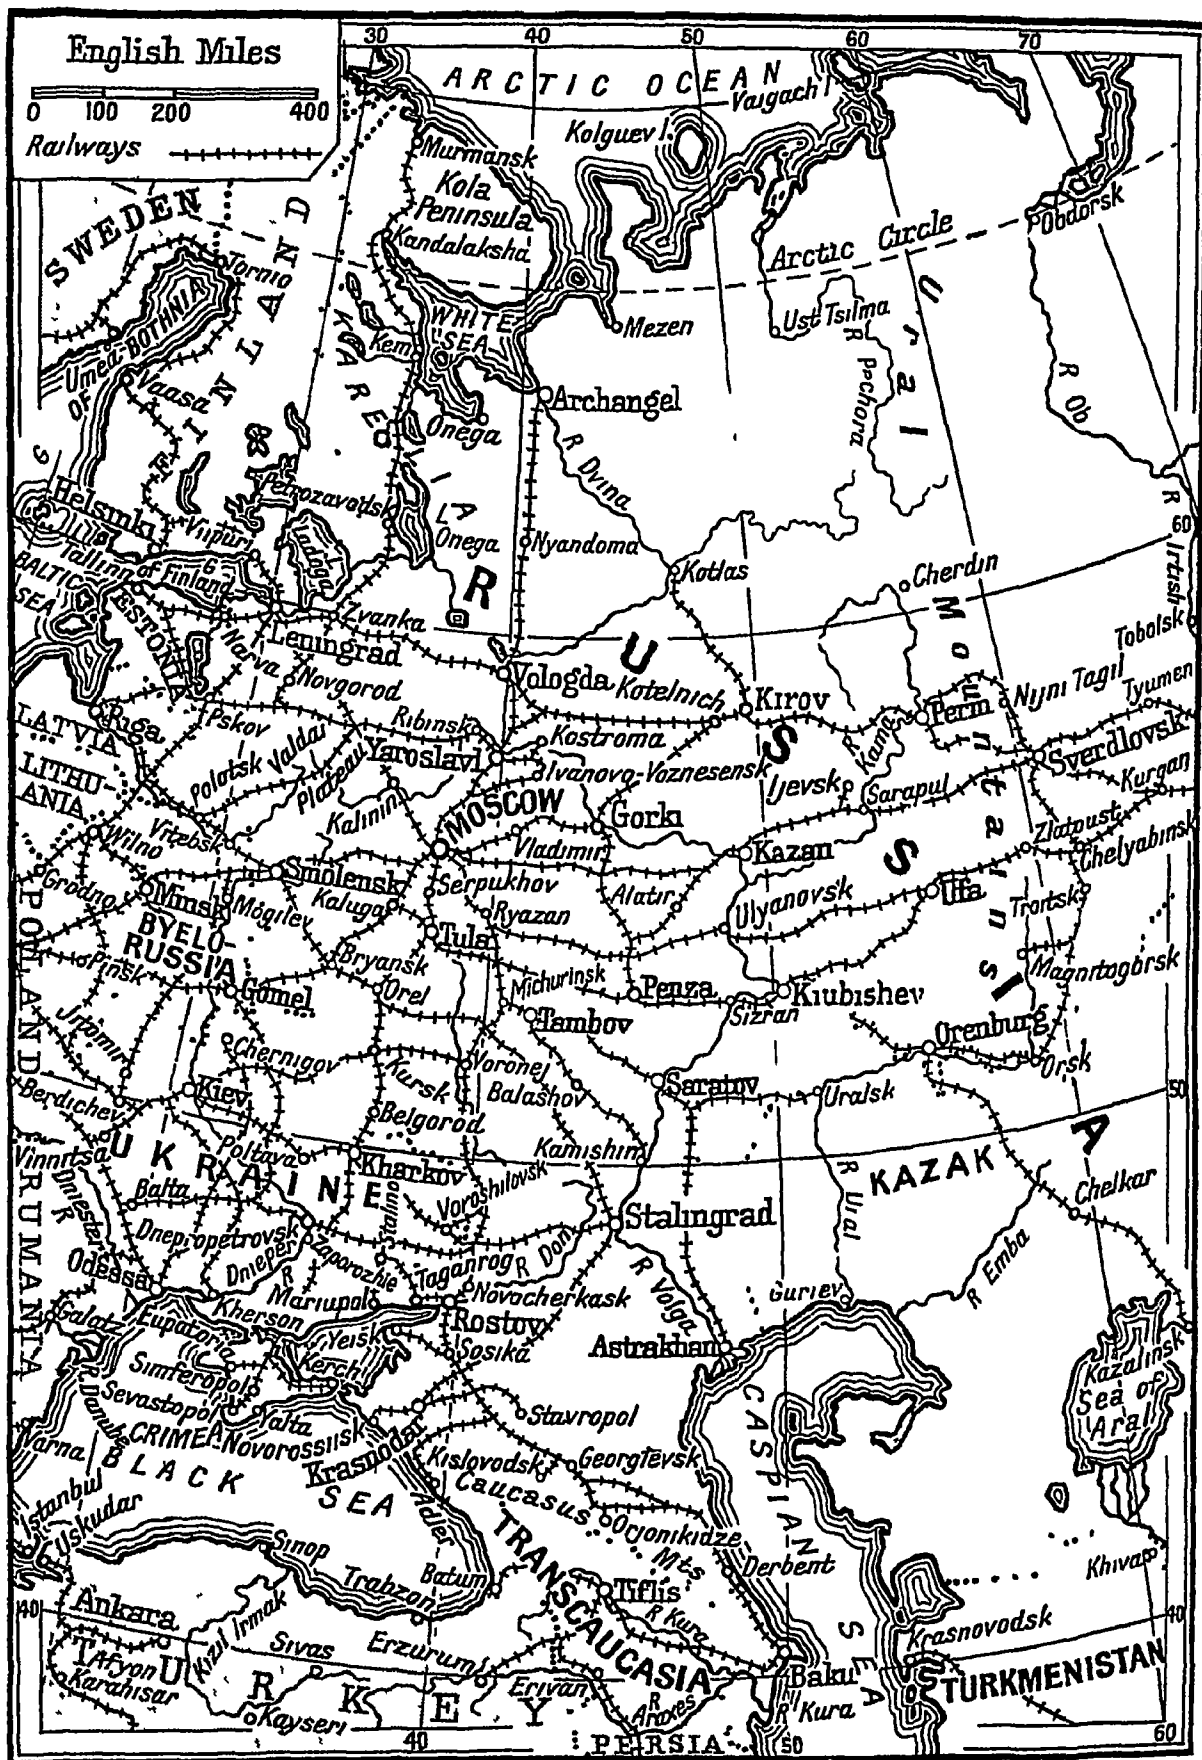 English Miles
0 100 200 400
Railways
30 40 50 60 70
ARCTIC OCEAN
Vaigach I.
Kolguev I.
Murmansk
Kola
Peninsula
Kandalaksha
Obdorsk
Arctic Circle
SWEDEN
Tornio
FINLAND
Umeå
G. OF BOTHNIA
Vaasa
WHITE
SEA
Kem
KARELIA
Mezen
Ust Tsilma
R Pechora
Ural
R Ob
Archangel
Onega
R Dvina
Petrozavodsk
L
Onega
Nyandoma
Helsinki
Viipuri
Ladoga
60
R Irtish
Tallinn
G
of Finland
BALTIC
SEA
ESTONIA
Narva
Leningrad
Zvanka
Kotlas
Cherdin
Mountains
Tobolsk
Novgorod
Vologda
Kotelnich
Kirov
Perm
Nijni Tagil
Tyumen
Riga
LATVIA
Pskov
Ribinsk
Kostroma
R Kama
Sverdlovsk
Yaroslavl
LITHU-
ANIA
Polotsk
Valdai
Plateau
Ivanovo-Voznesensk
Ijevsk
Sarapul
Kurgan
Kalinin
MOSCOW
Gorki
Zlatoust
Wilno
Vitebsk
Vladimir
Kazan
Chelyabinsk
Grodno
Smolensk
Serpukhov
Alatir
Ulyanovsk
Ufa
Minsk
Mogilev
Kaluga
Ryazan
Troitsk
POLAND
BYELO-
RUSSIA
Tula
Pinsk
Bryansk
Michurinsk
Penza
Kiubishev
Magnitogorsk
Gomel
Orel
Sizran
Tambov
Orenburg
Jitomir
Chernigov
Kursk
Voronej
Orsk
Berdichev
Kiev
Balashov
Saratov
Uralsk
50
Belgorod
RUSSIA
Vinnitsa
UKRAINE
Poltava
Kharkov
Kamishin
KAZAK
Dniester
R
Balta
Stalino
Voroshilovsk
R Ural
Chelkar
Dnepropetrovsk
Stalingrad
RUMANIA
Odessa
Dnieper
R
Zaporozhie
Taganrog
R Don
R Emba
Mariupol
Novocherkask
R Volga
Guriev
Galatz
Kherson
Rostov
Eupatoria
Yeisk
Sosika
Astrakhan
Kazalinsk
Simferopol
Kerch
Sea of
Aral
R Danube
Sevastopol
Yalta
Stavropol
Varna
CRIMEA
Novorossiisk
Krasnodar
Georgievsk
Kislovodsk
BLACK
SEA
Caucasus
Mts
CASPIAN
SEA
Istanbul
Uskudar
Adler
Orjonikidze
TRANSCAUCASIA
Sinop
Derbent
Khiva
Trabzon
Batum
Tiflis
40
Ankara
Kizil Irmak
R Kura
40
Krasnovodsk
Sivas
Erzurum
Afyon
Karahisar
Erivan
Baku
TURKMENISTAN
TURKEY
R
Araxes
R Kura
Kayseri
40
PERSIA
50
60